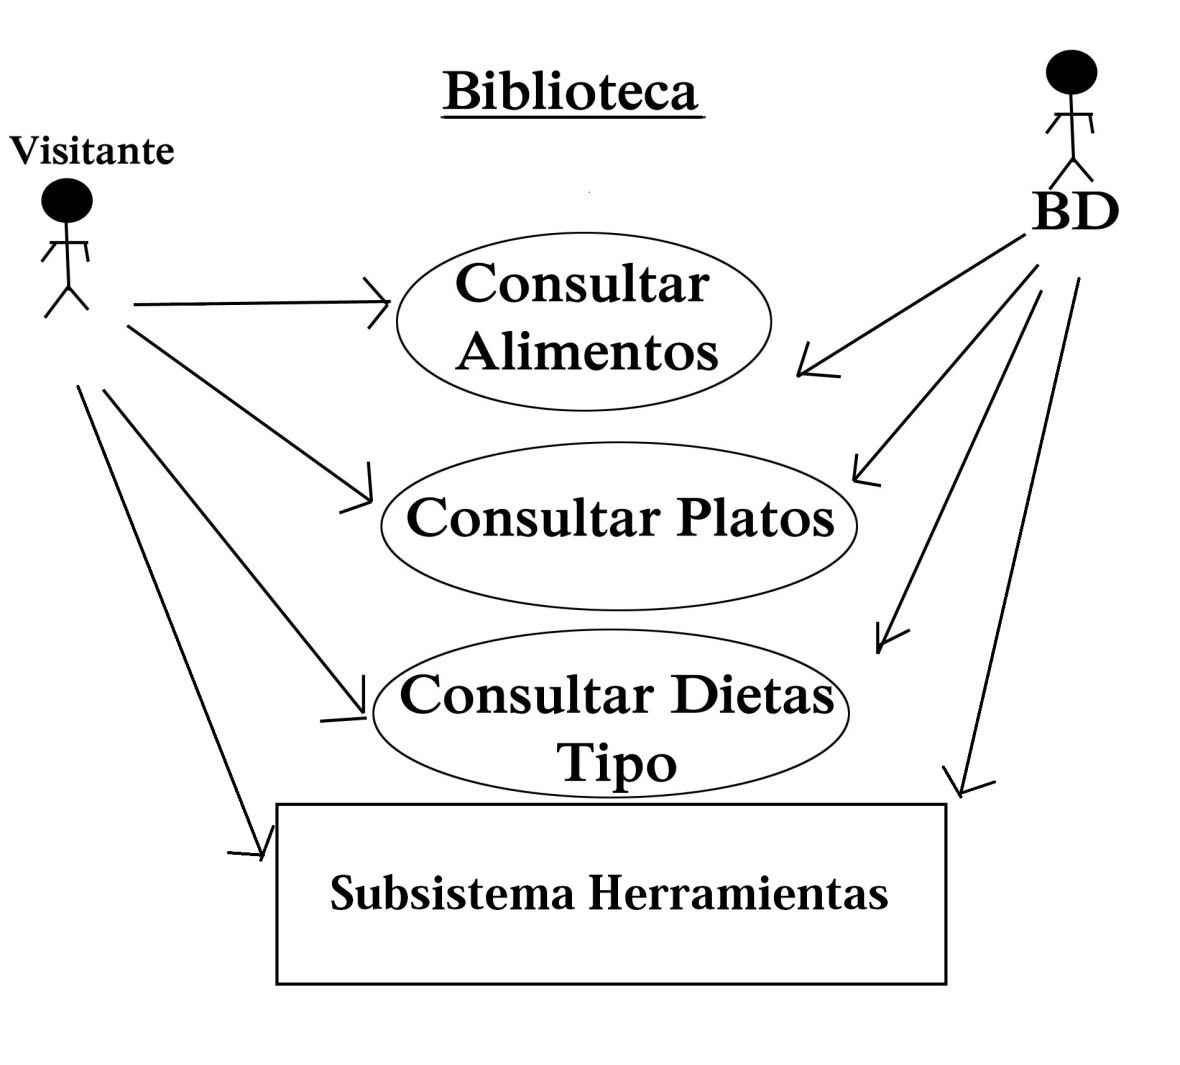 Biblioteca
Visitante
BD
Consultar
Alimentos
Consultar Platos
Consultar Dietas
Tipo
Subsistema Herramientas